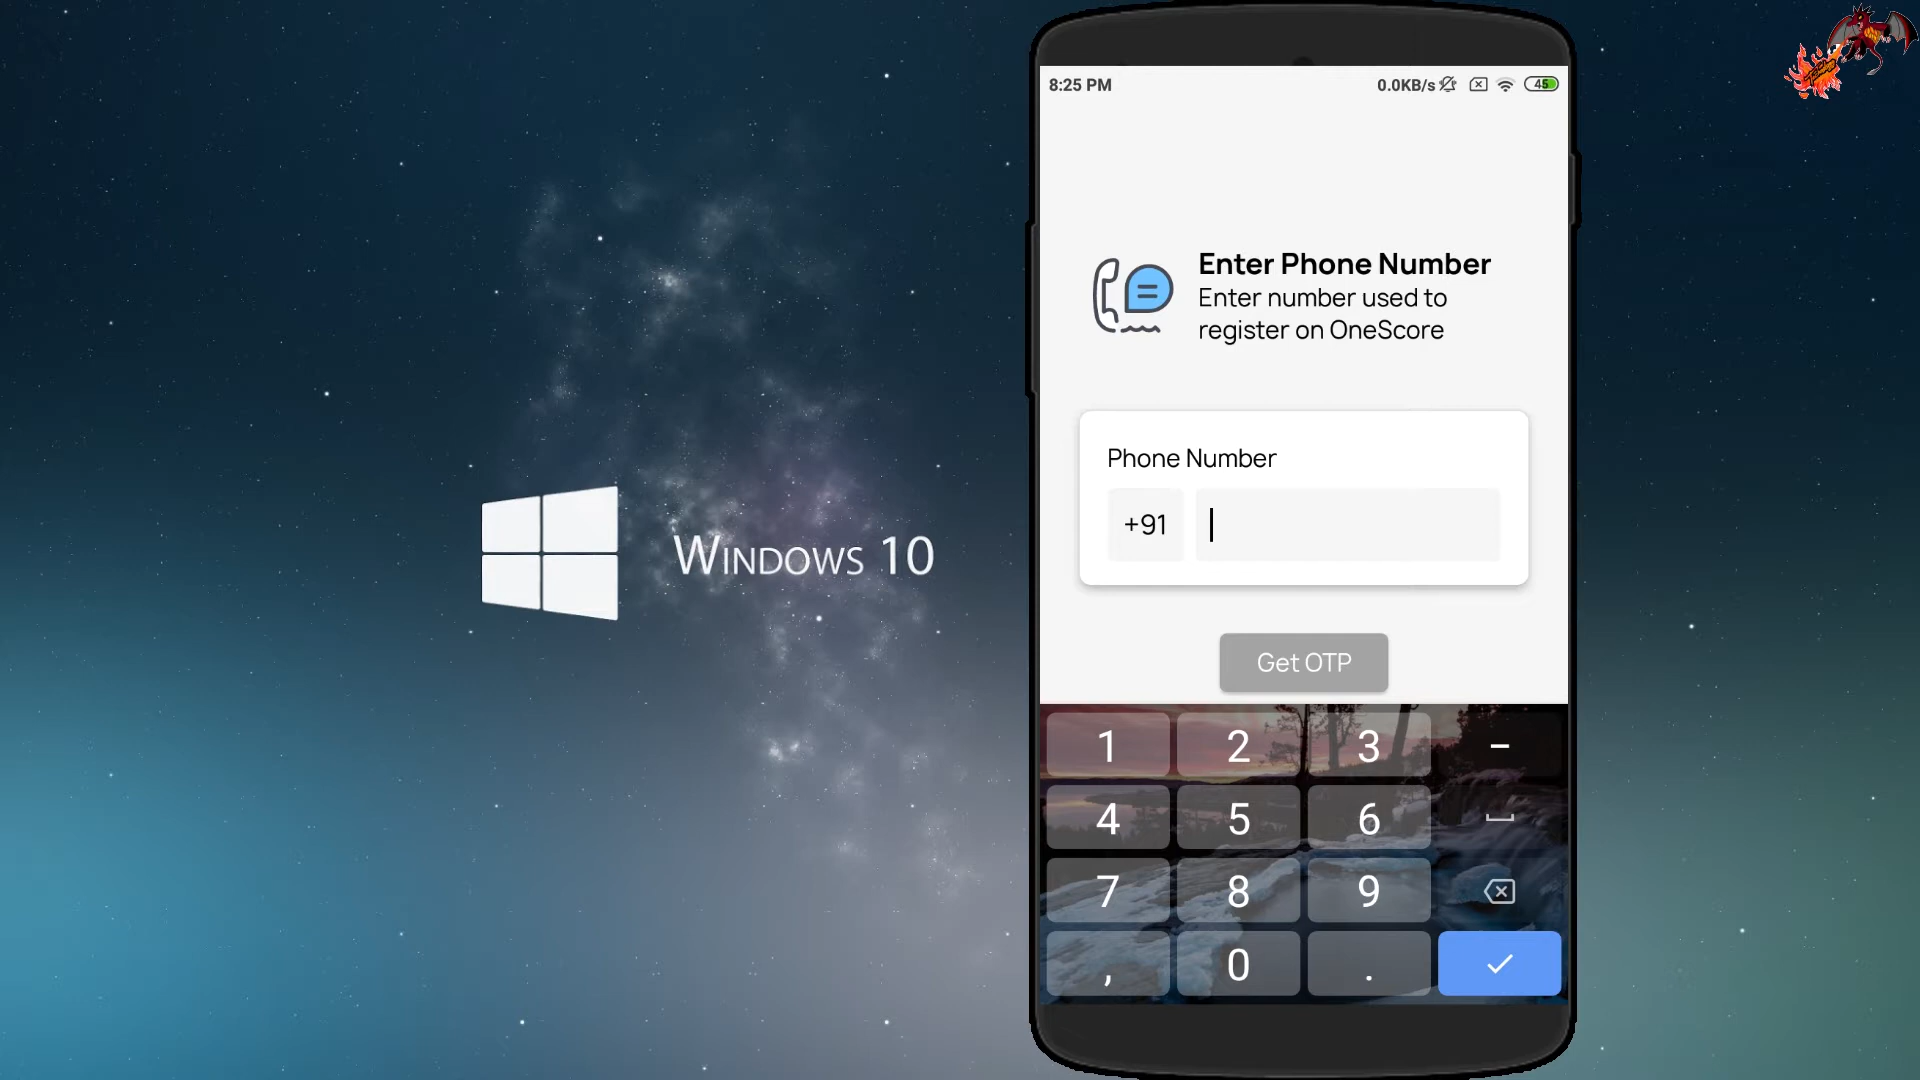 WINDOWS 10
8:25 PM
0.0KB/s
45
Enter Phone Number
Enter number used to
register on OneScore
Phone Number
+91
Get OTP
1 2 3 –
4 5 6
7 8 9
, 0 .